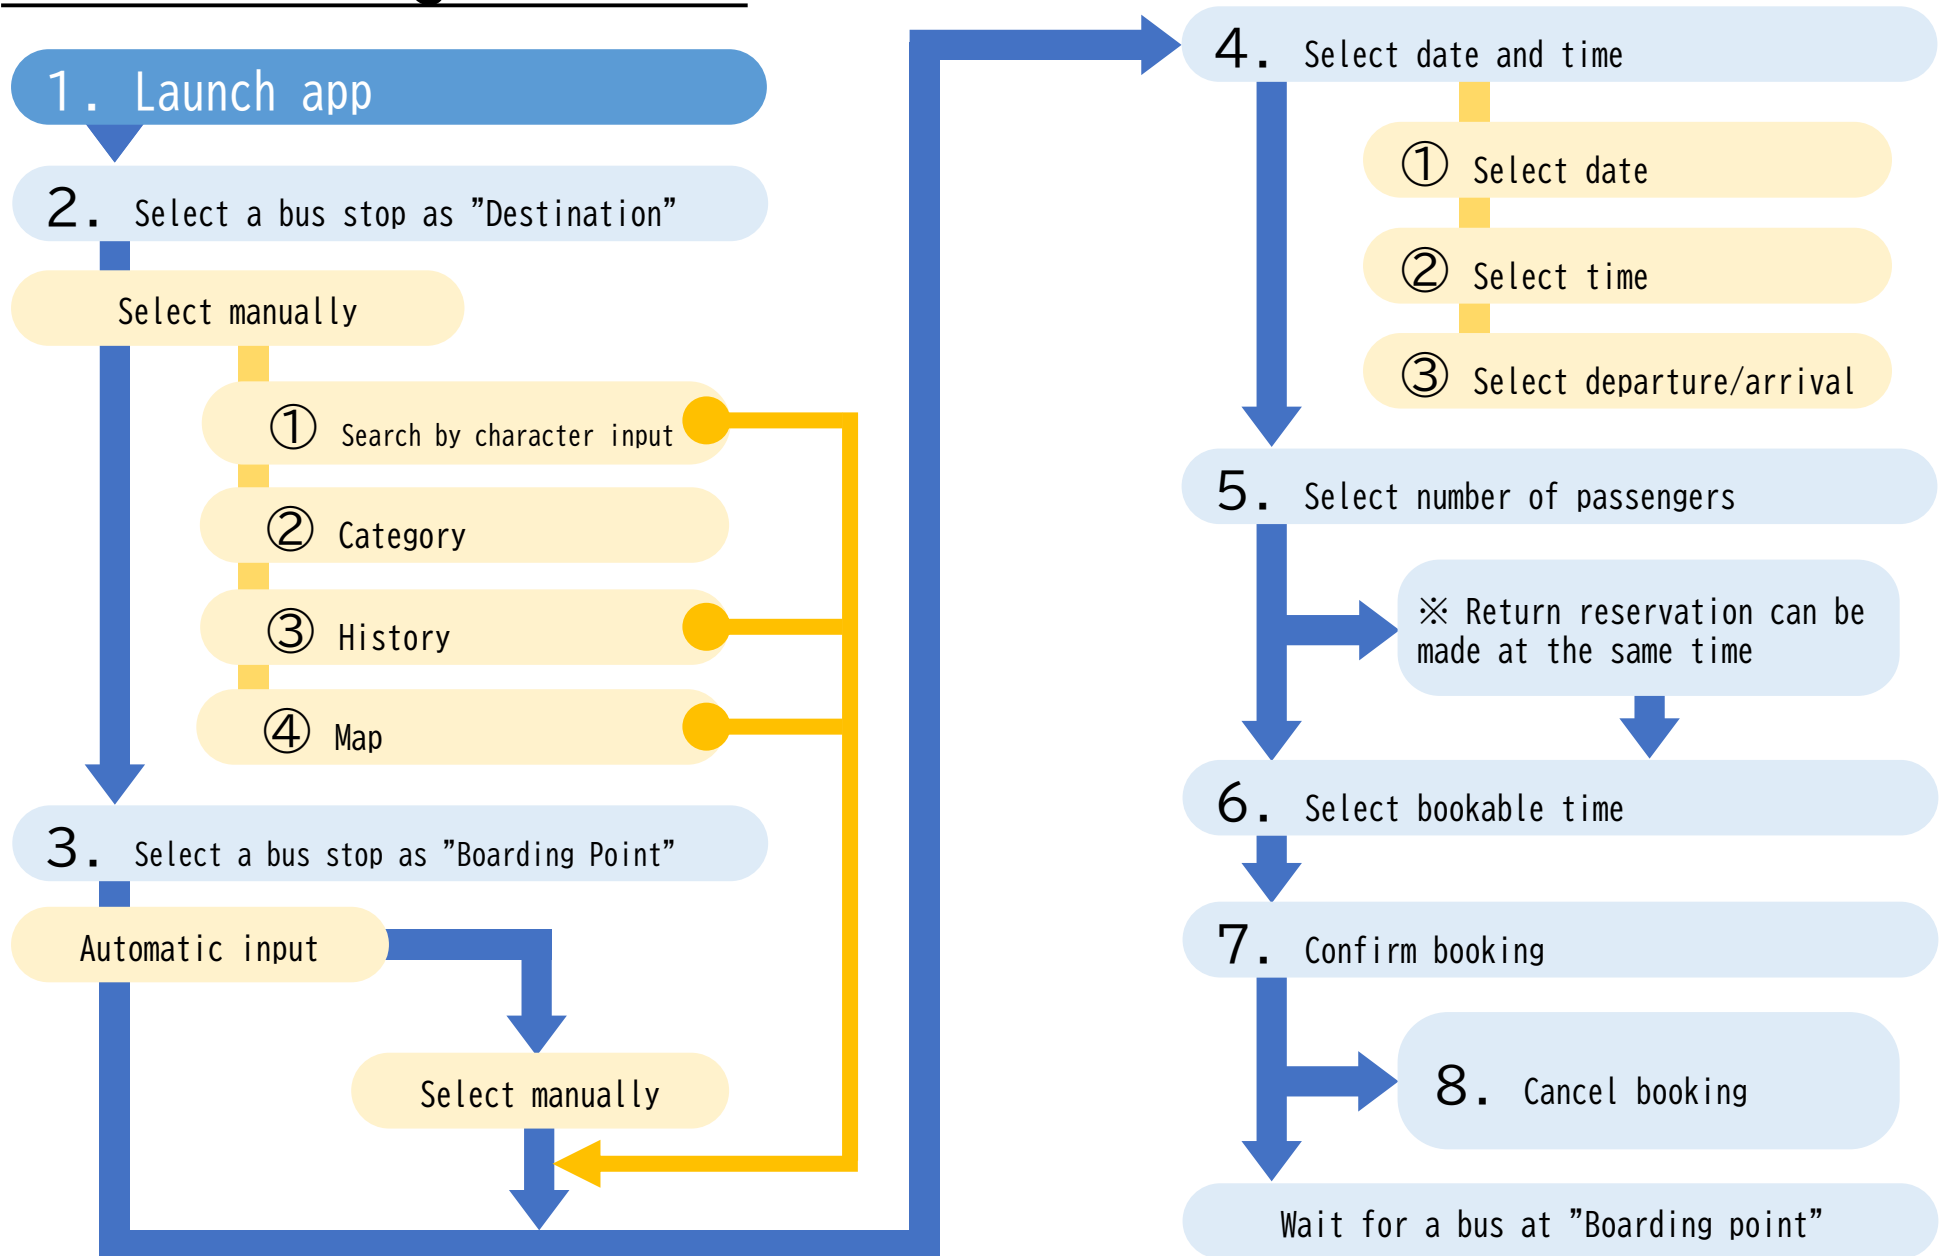 1. Launch app
2. Select a bus stop as ”Destination”
Select manually
① Search by character input
② Category
③ History
④ Map
3. Select a bus stop as ”Boarding Point”
Automatic input
Select manually
4. Select date and time
① Select date
② Select time
③ Select departure/arrival
5. Select number of passengers
※ Return reservation can be
made at the same time
6. Select bookable time
7. Confirm booking
8. Cancel booking
Wait for a bus at ”Boarding point”